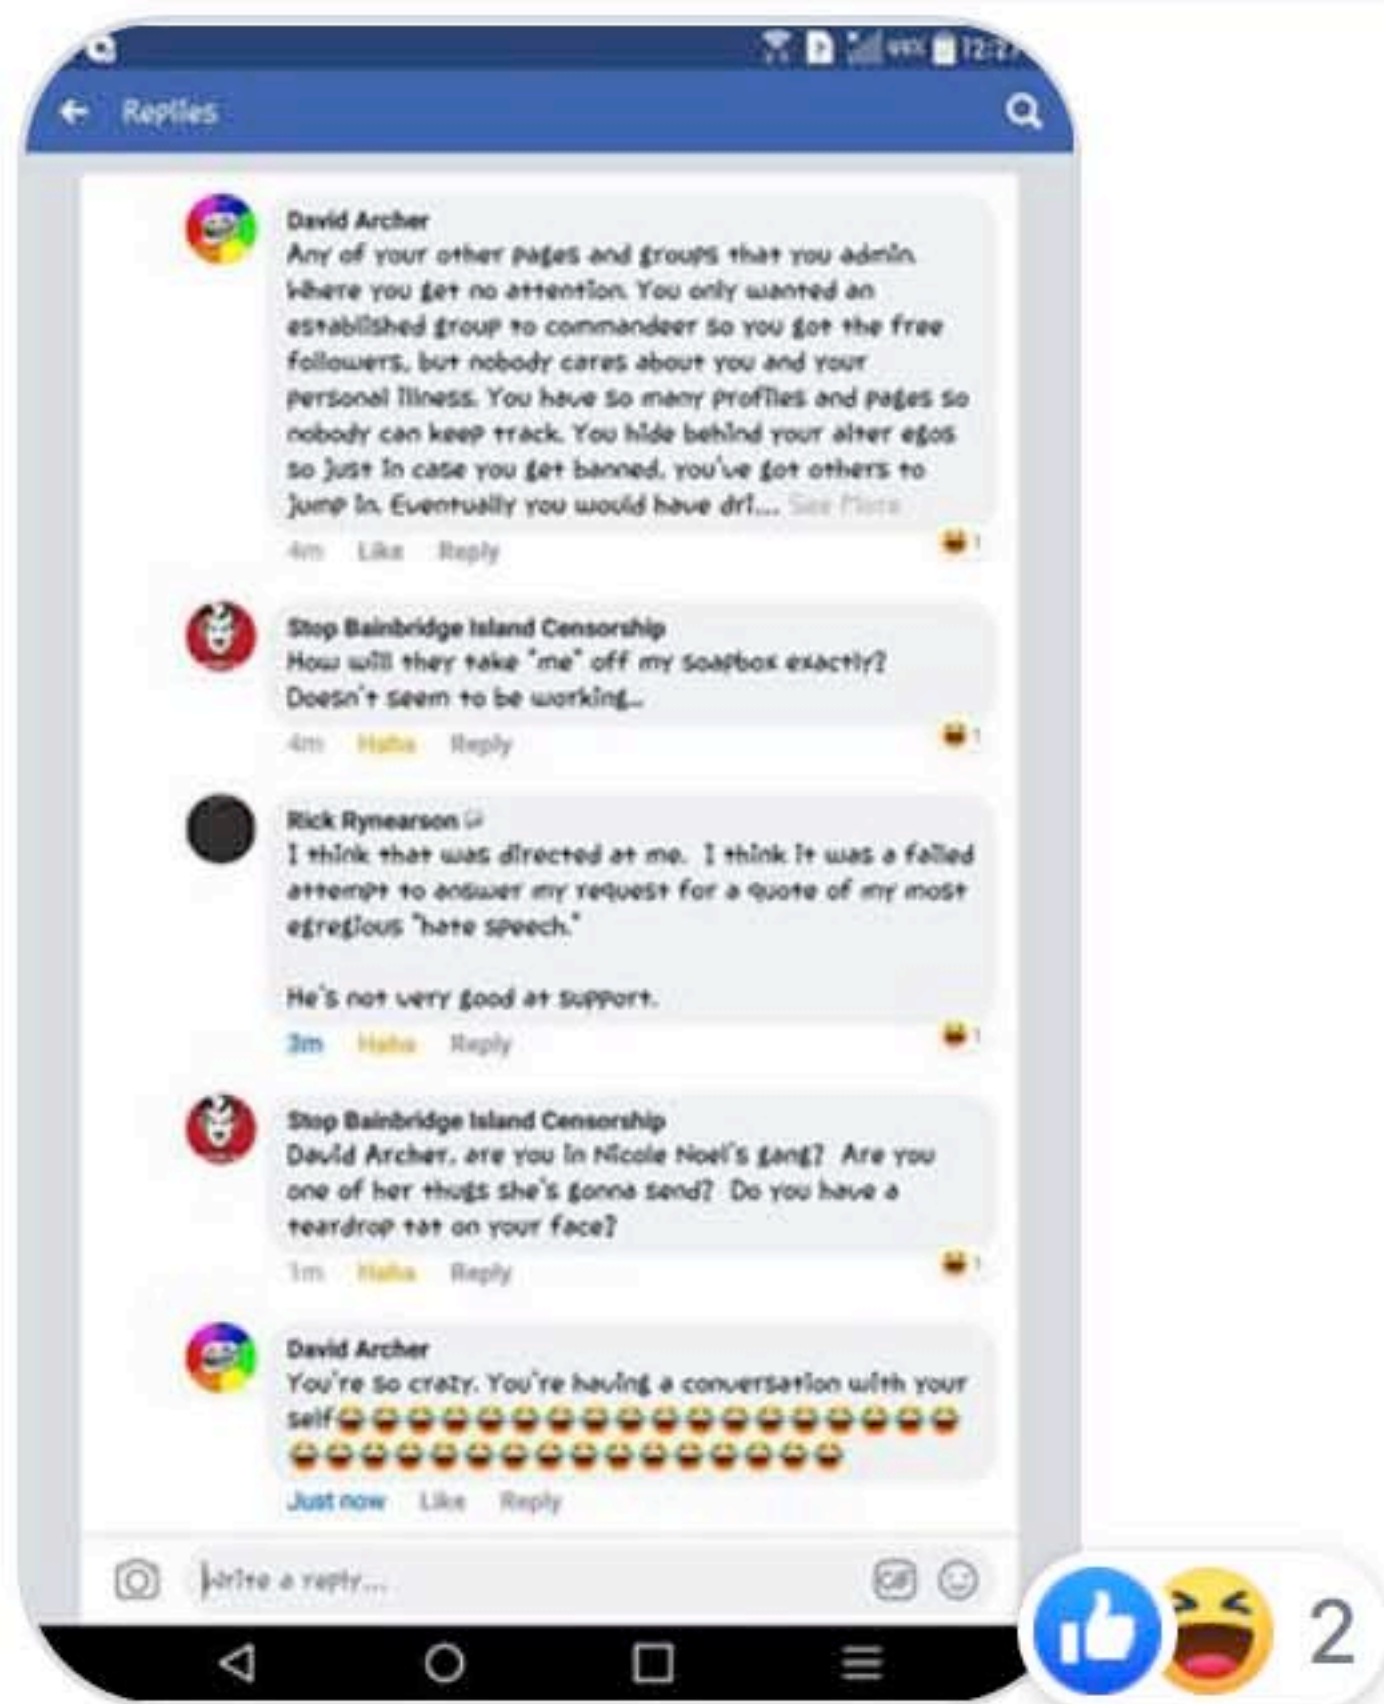 12:27
Replies
David Archer
Any of your other pages and groups that you admin.
Where you get no attention. You only wanted an
established group to commandeer so you got the free
followers, but nobody cares about you and your
personal illness. You have so many profiles and pages so
nobody can keep track. You hide behind your alter egos
so just in case you get banned, you've got others to
jump in. Eventually you would have dri.... See More
4m Like Reply 1
Stop Bainbridge Island Censorship
How will they take "me" off my soapbox exactly?
Doesn't seem to be working...
4m Haha Reply 1
Rick Rynearson
I think that was directed at me. I think it was a failed
attempt to answer my request for a quote of my most
egregious "hate speech."
He's not very good at support.
3m Haha Reply 1
Stop Bainbridge Island Censorship
David Archer, are you in Nicole Noel's gang? Are you
one of her thugs she's gonna send? Do you have a
teardrop tat on your face?
1m Haha Reply 1
David Archer
You're so crazy. You're having a conversation with your
self
Just now Like Reply
Write a reply...
GIF
2